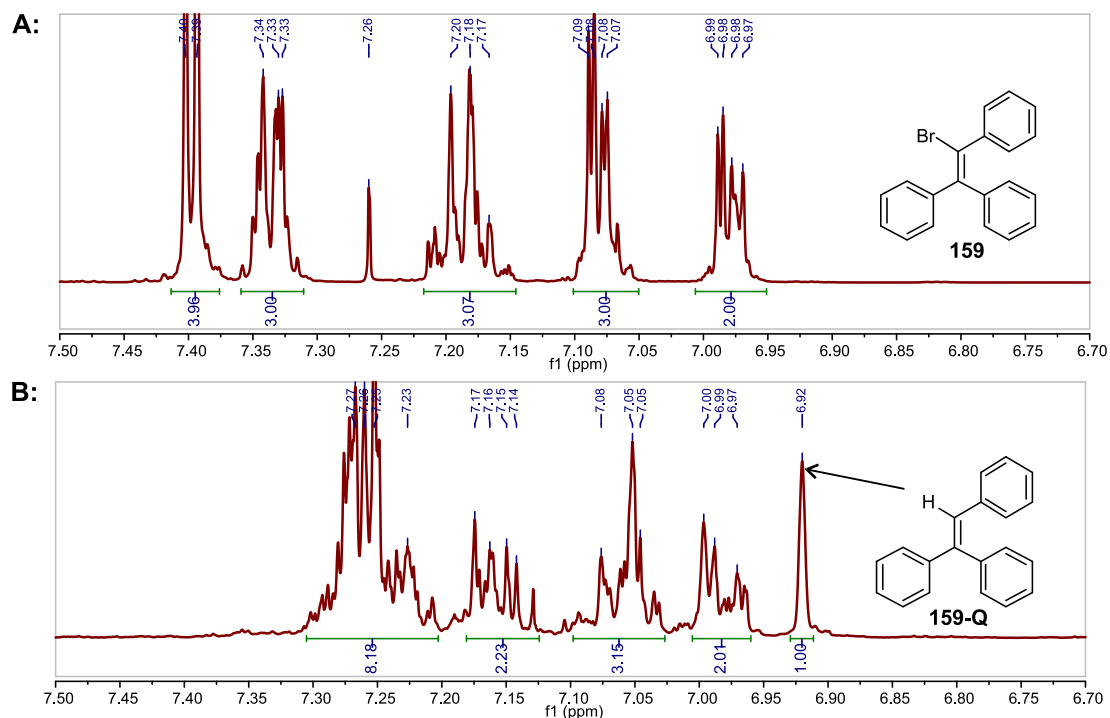 A:
7.40 7.39 7.34 7.33 7.33 7.26 7.20 7.18 7.17 7.09 7.08 7.08 7.07 6.99 6.98 6.98 6.97
Br
159
3.96 3.00 3.07 3.00 2.00
7.50 7.45 7.40 7.35 7.30 7.25 7.20 7.15 7.10 7.05 7.00 6.95 6.90 6.85 6.80 6.75 6.70
f1 (ppm)
B:
7.27 7.26 7.25 7.23 7.17 7.16 7.15 7.14 7.08 7.05 7.05 7.00 6.99 6.97 6.92
H
159-Q
8.18 2.23 3.15 2.01 1.00
7.50 7.45 7.40 7.35 7.30 7.25 7.20 7.15 7.10 7.05 7.00 6.95 6.90 6.85 6.80 6.75 6.70
f1 (ppm)